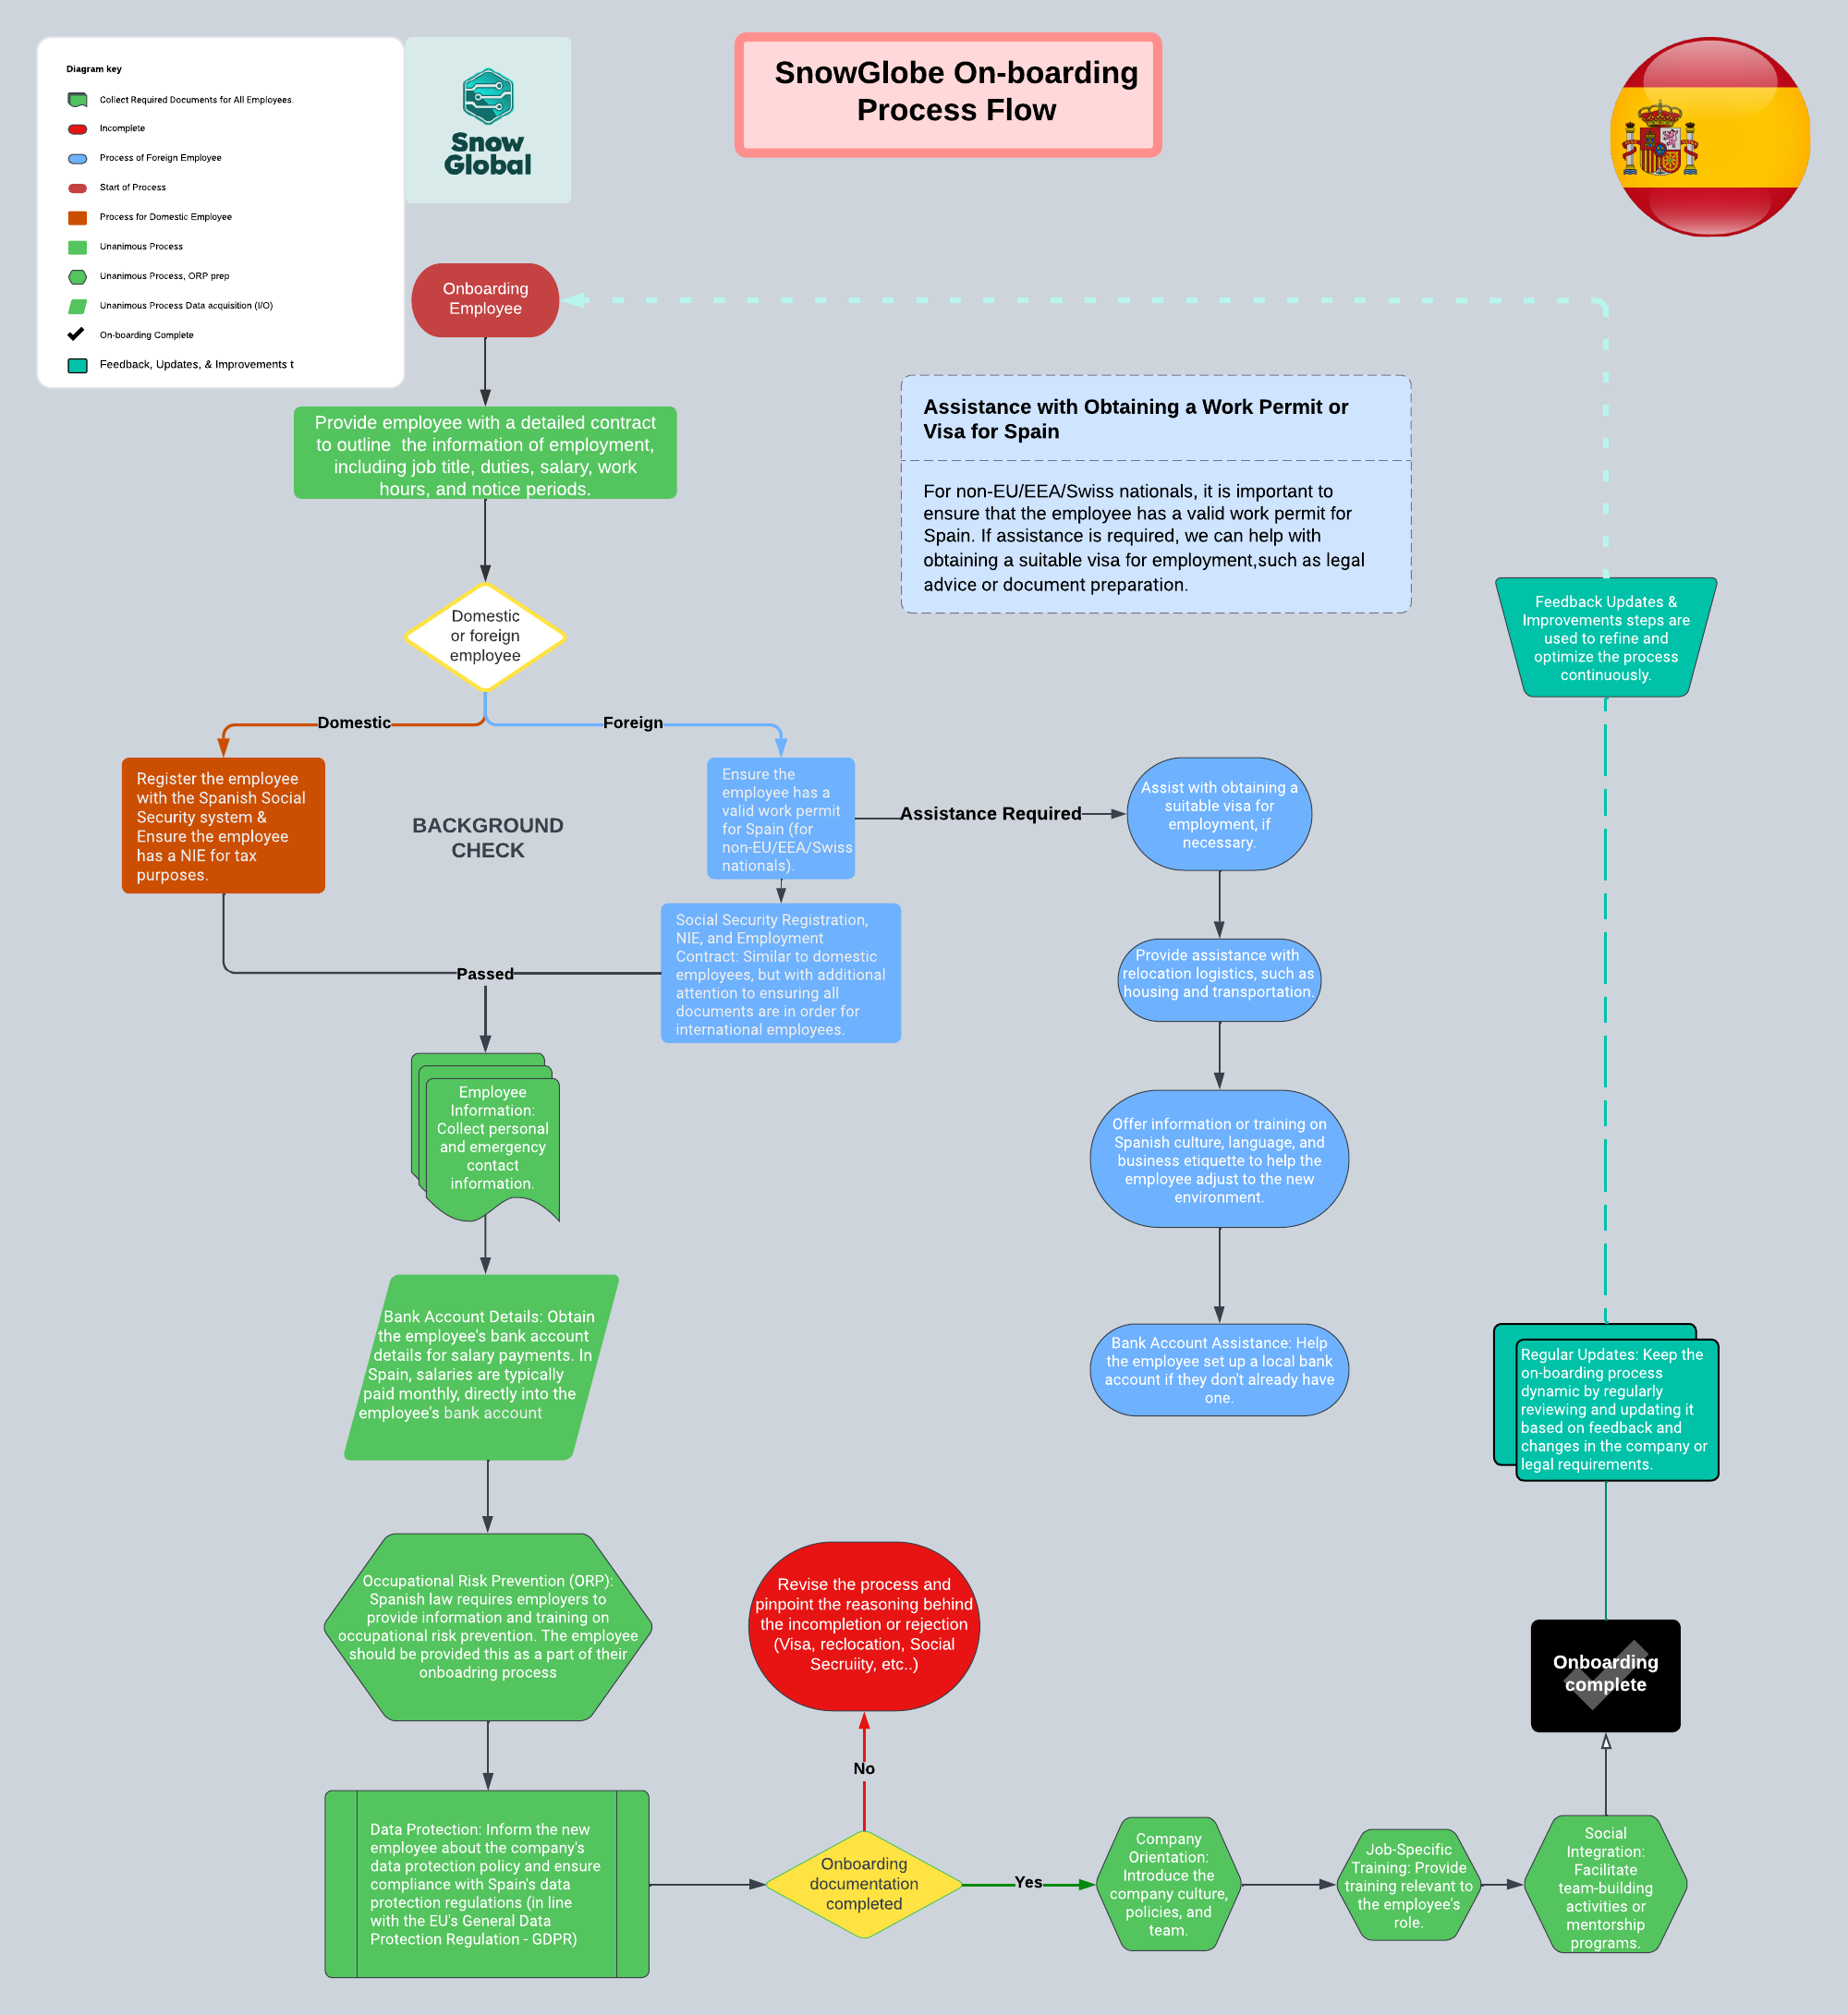 Diagram key
Collect Required Documents for All Employees.
Incomplete
Process of Foreign Employee
Start of Process
Process for Domestic Employee
Unanimous Process
Unanimous Process, ORP prep
Unanimous Process Data acquisition (I/O)
On-boarding Complete
Feedback, Updates, & Improvements t
Snow
Global
SnowGlobe On-boarding
Process Flow
Onboarding
Employee
Provide employee with a detailed contract
to outline the information of employment,
including job title, duties, salary, work
hours, and notice periods.
Assistance with Obtaining a Work Permit or
Visa for Spain
For non-EU/EEA/Swiss nationals, it is important to
ensure that the employee has a valid work permit for
Spain. If assistance is required, we can help with
obtaining a suitable visa for employment,such as legal
advice or document preparation.
Domestic
or foreign
employee
Feedback Updates &
Improvements steps are
used to refine and
optimize the process
continuously.
Domestic
Foreign
Register the employee
with the Spanish Social
Security system &
Ensure the employee
has a NIE for tax
purposes.
BACKGROUND
CHECK
Ensure the
employee has a
valid work permit
for Spain (for
non-EU/EEA/Swiss
nationals).
Assistance Required
Assist with obtaining a
suitable visa for
employment, if
necessary.
Social Security Registration,
NIE, and Employment
Contract: Similar to domestic
employees, but with additional
attention to ensuring all
documents are in order for
international employees.
Passed
Provide assistance with
relocation logistics, such as
housing and transportation.
Employee
Information:
Collect personal
and emergency
contact
information.
Offer information or training on
Spanish culture, language, and
business etiquette to help the
employee adjust to the new
environment.
Bank Account Details: Obtain
the employee's bank account
details for salary payments. In
Spain, salaries are typically
paid monthly, directly into the
employee's bank account
Bank Account Assistance: Help
the employee set up a local bank
account if they don't already have
one.
Regular Updates: Keep the
on-boarding process
dynamic by regularly
reviewing and updating it
based on feedback and
changes in the company or
legal requirements.
Occupational Risk Prevention (ORP):
Spanish law requires employers to
provide information and training on
occupational risk prevention. The employee
should be provided this as a part of their
onboadring process
Revise the process and
pinpoint the reasoning behind
the incompletion or rejection
(Visa, reclocation, Social
Secruiity, etc..)
Onboarding
complete
No
Data Protection: Inform the new
employee about the company's
data protection policy and ensure
compliance with Spain's data
protection regulations (in line
with the EU's General Data
Protection Regulation - GDPR)
Onboarding
documentation
completed
Yes
Company
Orientation:
Introduce the
company culture,
policies, and
team.
Job-Specific
Training: Provide
training relevant to
the employee's
role.
Social
Integration:
Facilitate
team-building
activities or
mentorship
programs.